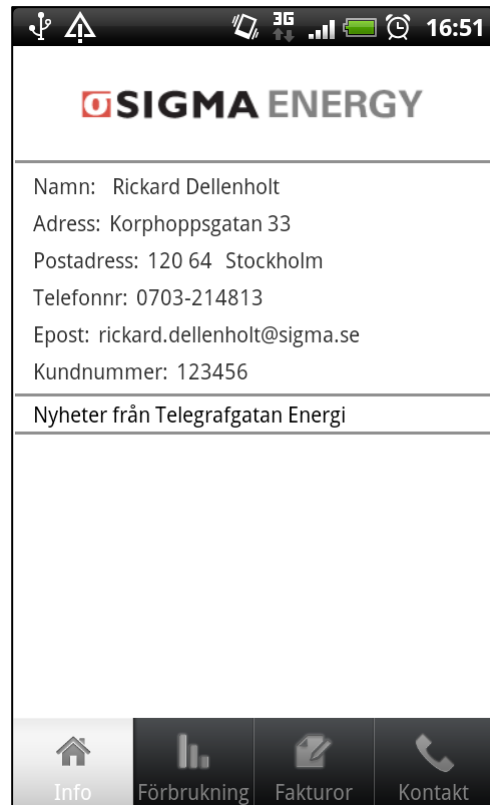 3G
16:51
σ SIGMA ENERGY
Namn: Rickard Dellenholt
Adress: Korphoppsgatan 33
Postadress: 120 64 Stockholm
Telefonnr: 0703-214813
Epost: rickard.dellenholt@sigma.se
Kundnummer: 123456
Nyheter från Telegrafgatan Energi
Info
Förbrukning
Fakturor
Kontakt